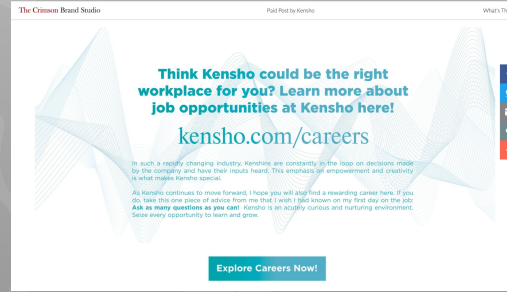 The Crimson Brand Studio
Paid Post by Kensho
What's Th
Think Kensho could be the right
workplace for you? Learn more about
job opportunities at Kensho here!
kensho.com/careers
In such a rapidly changing industry, Kenshins are constantly in the loop on decisions made
by the company and have their inputs heard. This emphasis on empowerment and creativity
is what makes Kensho special.
As Kensho continues to move forward, I hope you will also find a rewarding career here. If you
do, take this one piece of advice from me that I wish I had known on my first day on the job:
Ask as many questions as you can! Kensho is an acutely curious and nurturing environment.
Seize every opportunity to learn and grow.
Explore Careers Now!